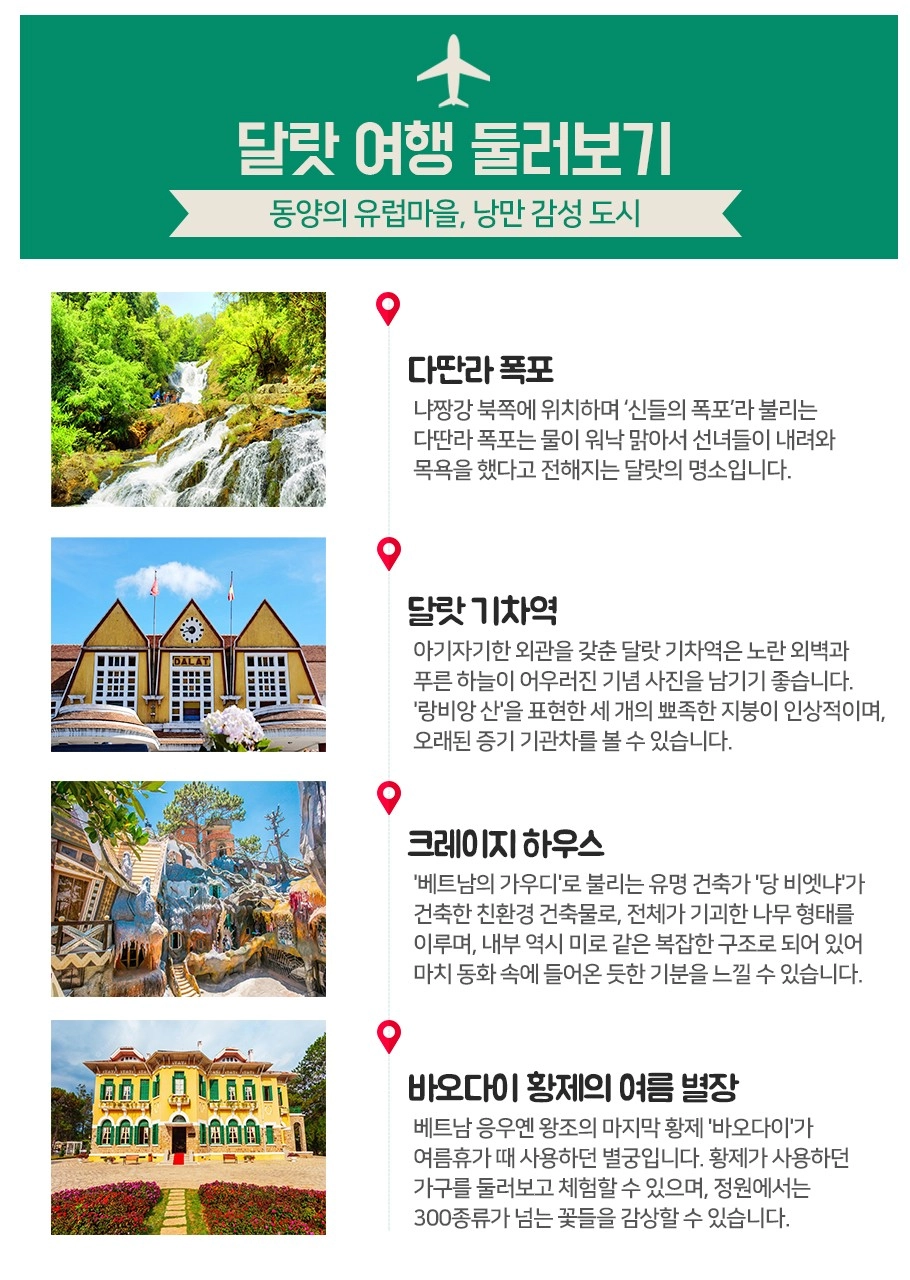 달랏 여행 둘러보기
동양의 유럽마을, 낭만 감성 도시
다딴라 폭포
냐짱강 북쪽에 위치하며 ‘신들의 폭포’라 불리는
다딴라 폭포는 물이 워낙 맑아서 선녀들이 내려와
목욕을 했다고 전해지는 달랏의 명소입니다.
DALAT
달랏 기차역
아기자기한 외관을 갖춘 달랏 기차역은 노란 외벽과
푸른 하늘이 어우러진 기념 사진을 남기기 좋습니다.
'랑비앙 산'을 표현한 세 개의 뾰족한 지붕이 인상적이며,
오래된 증기 기관차를 볼 수 있습니다.
크레이지 하우스
'베트남의 가우디'로 불리는 유명 건축가 '당 비엣냐'가
건축한 친환경 건축물로, 전체가 기괴한 나무 형태를
이루며, 내부 역시 미로 같은 복잡한 구조로 되어 있어
마치 동화 속에 들어온 듯한 기분을 느낄 수 있습니다.
바오다이 황제의 여름 별장
베트남 응우옌 왕조의 마지막 황제 '바오다이'가
여름휴가 때 사용하던 별궁입니다. 황제가 사용하던
가구를 둘러보고 체험할 수 있으며, 정원에서는
300종류가 넘는 꽃들을 감상할 수 있습니다.